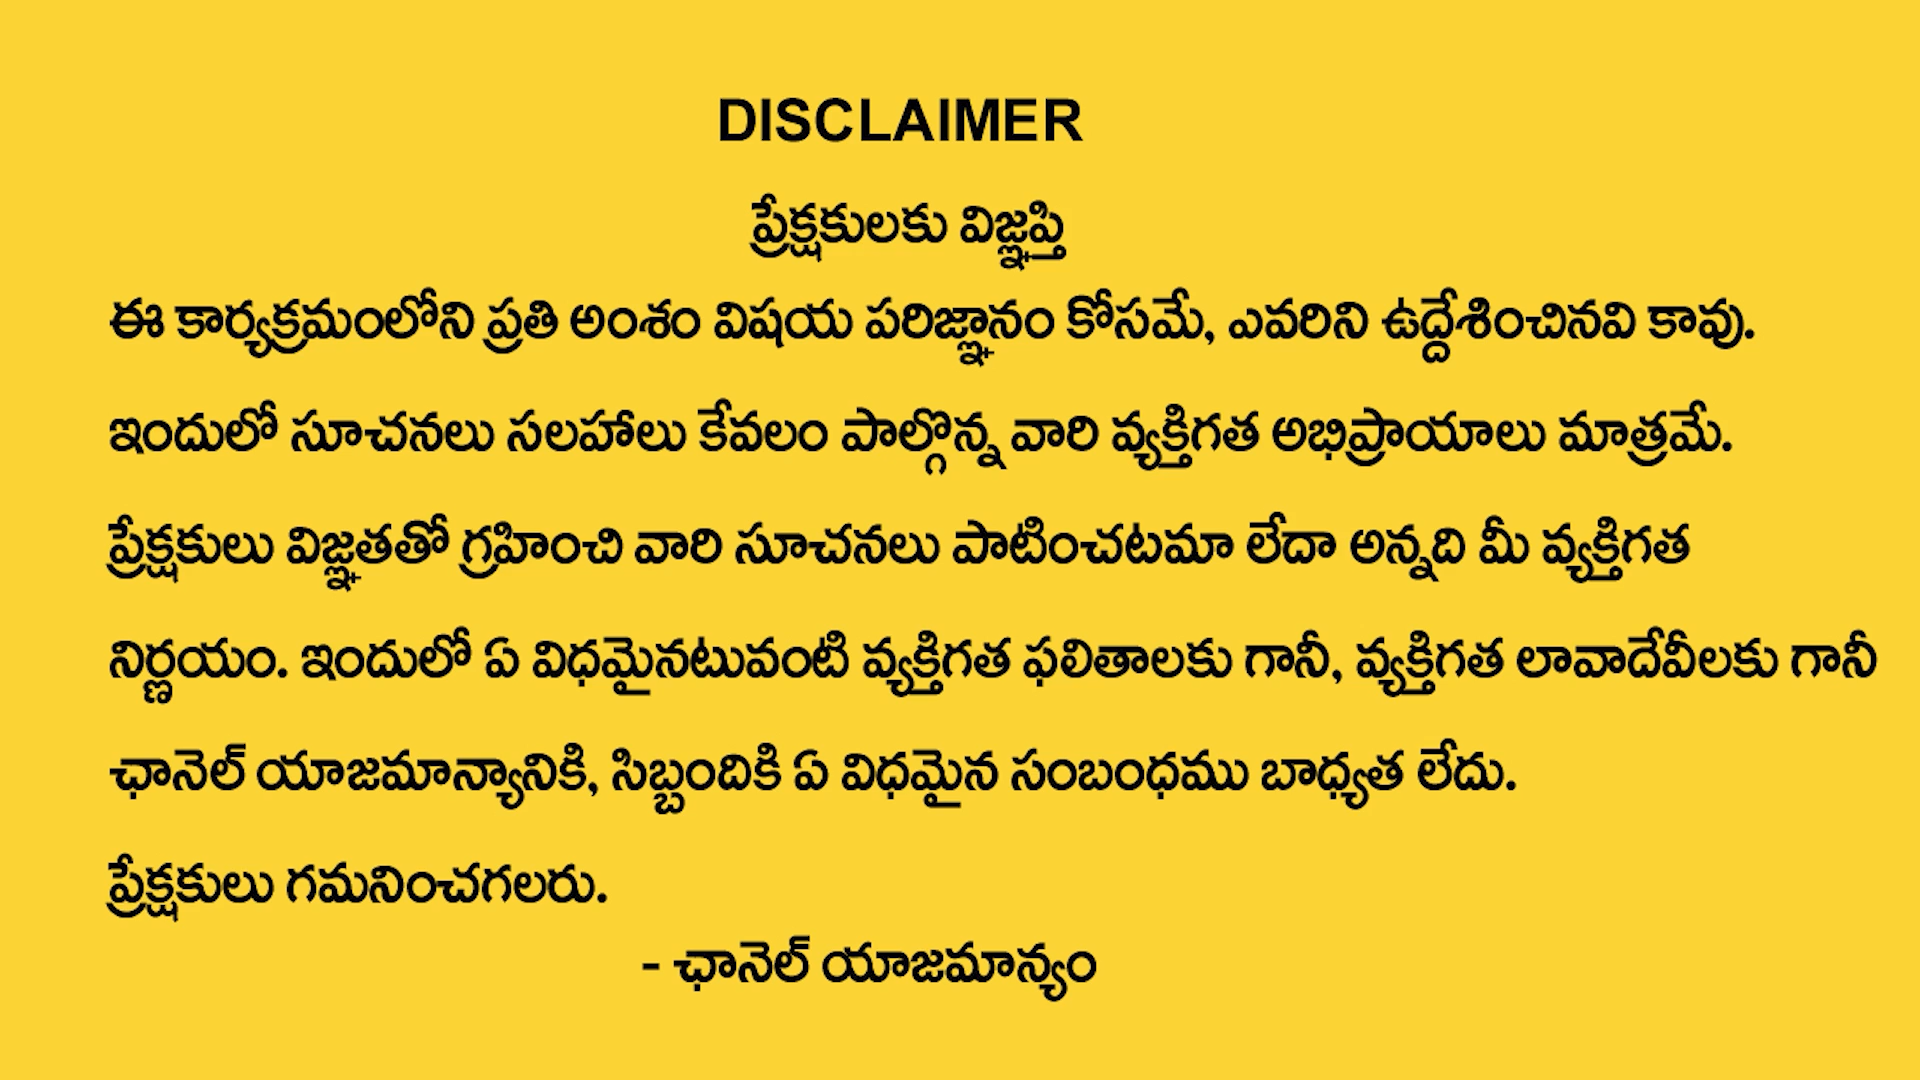 DISCLAIMER
ప్రేక్షకులకు విజ్ఞప్తి
ఈ కార్యక్రమంలోని ప్రతి అంశం విషయ పరిజ్ఞానం కోసమే, ఎవరిని ఉద్దేశించినవి కావు.
ఇందులో సూచనలు సలహాలు కేవలం పాల్గొన్న వారి వ్యక్తిగత అభిప్రాయాలు మాత్రమే.
ప్రేక్షకులు విజ్ఞతతో గ్రహించి వారి సూచనలు పాటించటమా లేదా అన్నది మీ వ్యక్తిగత
నిర్ణయం. ఇందులో ఏ విధమైనటువంటి వ్యక్తిగత ఫలితాలకు గానీ, వ్యక్తిగత లావాదేవీలకు గానీ
ఛానెల్ యాజమాన్యానికి, సిబ్బందికి ఏ విధమైన సంబంధము బాధ్యత లేదు.
ప్రేక్షకులు గమనించగలరు.
- ఛానెల్ యాజమాన్యం